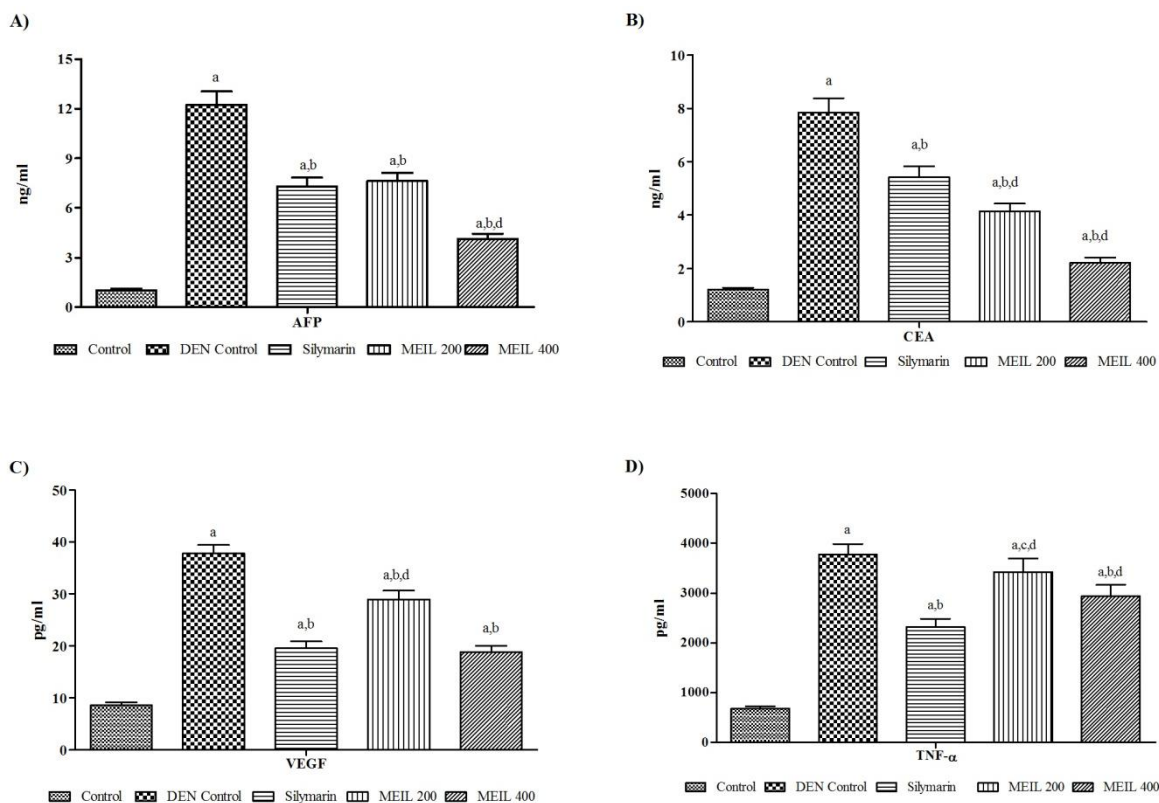 A)
15
12
9
6
3
0
ng/ml
a
a,b
a,b
a,b,d
AFP
Control DEN Control Silymarin MEIL 200 MEIL 400
B)
10
8
6
4
2
0
ng/ml
a
a,b
a,b,d
a,b,d
CEA
Control DEN Control Silymarin MEIL 200 MEIL 400
C)
50
40
30
20
10
0
pg/ml
a
a,b
a,b,d
a,b
VEGF
Control DEN Control Silymarin MEIL 200 MEIL 400
D)
5000
4000
3000
2000
1000
0
pg/ml
a
a,b
a,c,d
a,b,d
TNF-α
Control DEN Control Silymarin MEIL 200 MEIL 400